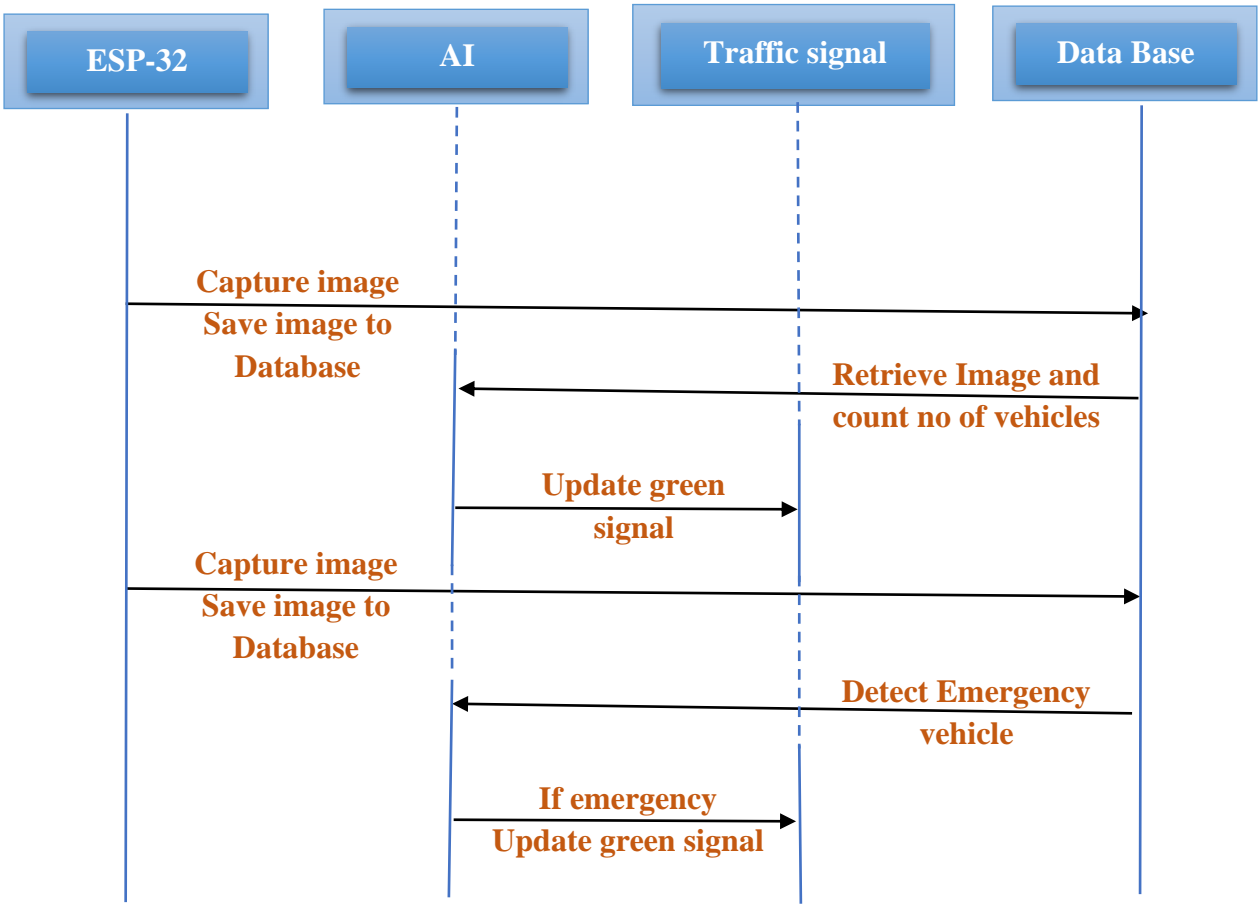 ESP-32
AI
Traffic signal
Data Base
Capture image
Save image to
Database
Retrieve Image and
count no of vehicles
Update green
signal
Capture image
Save image to
Database
Detect Emergency
vehicle
If emergency
Update green signal